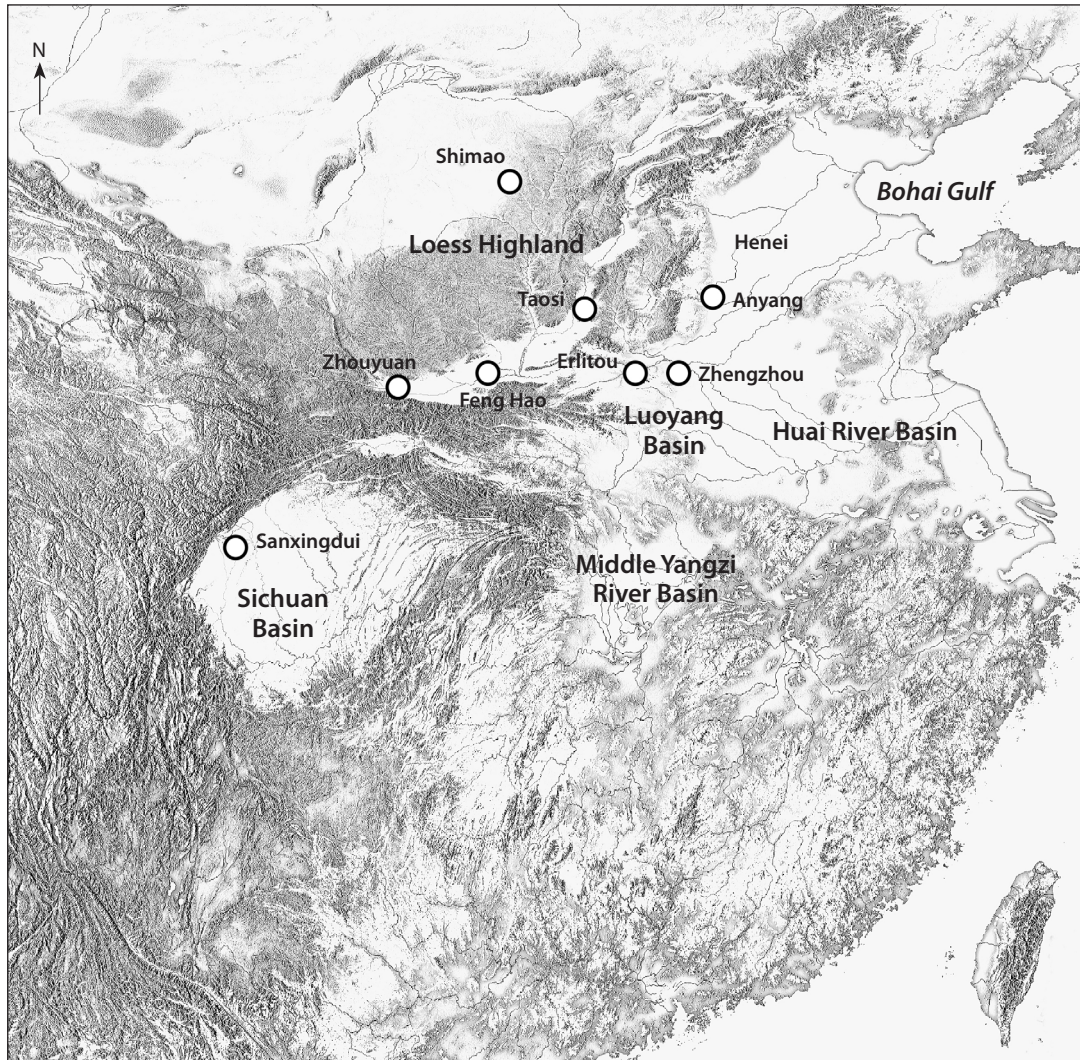 N
Shimao
Bohai Gulf
Loess Highland
Henei
Taosi
Anyang
Zhouyuan
Erlitou
Zhengzhou
Feng Hao
Luoyang
Basin
Huai River Basin
Sanxingdui
Middle Yangzi
River Basin
Sichuan
Basin